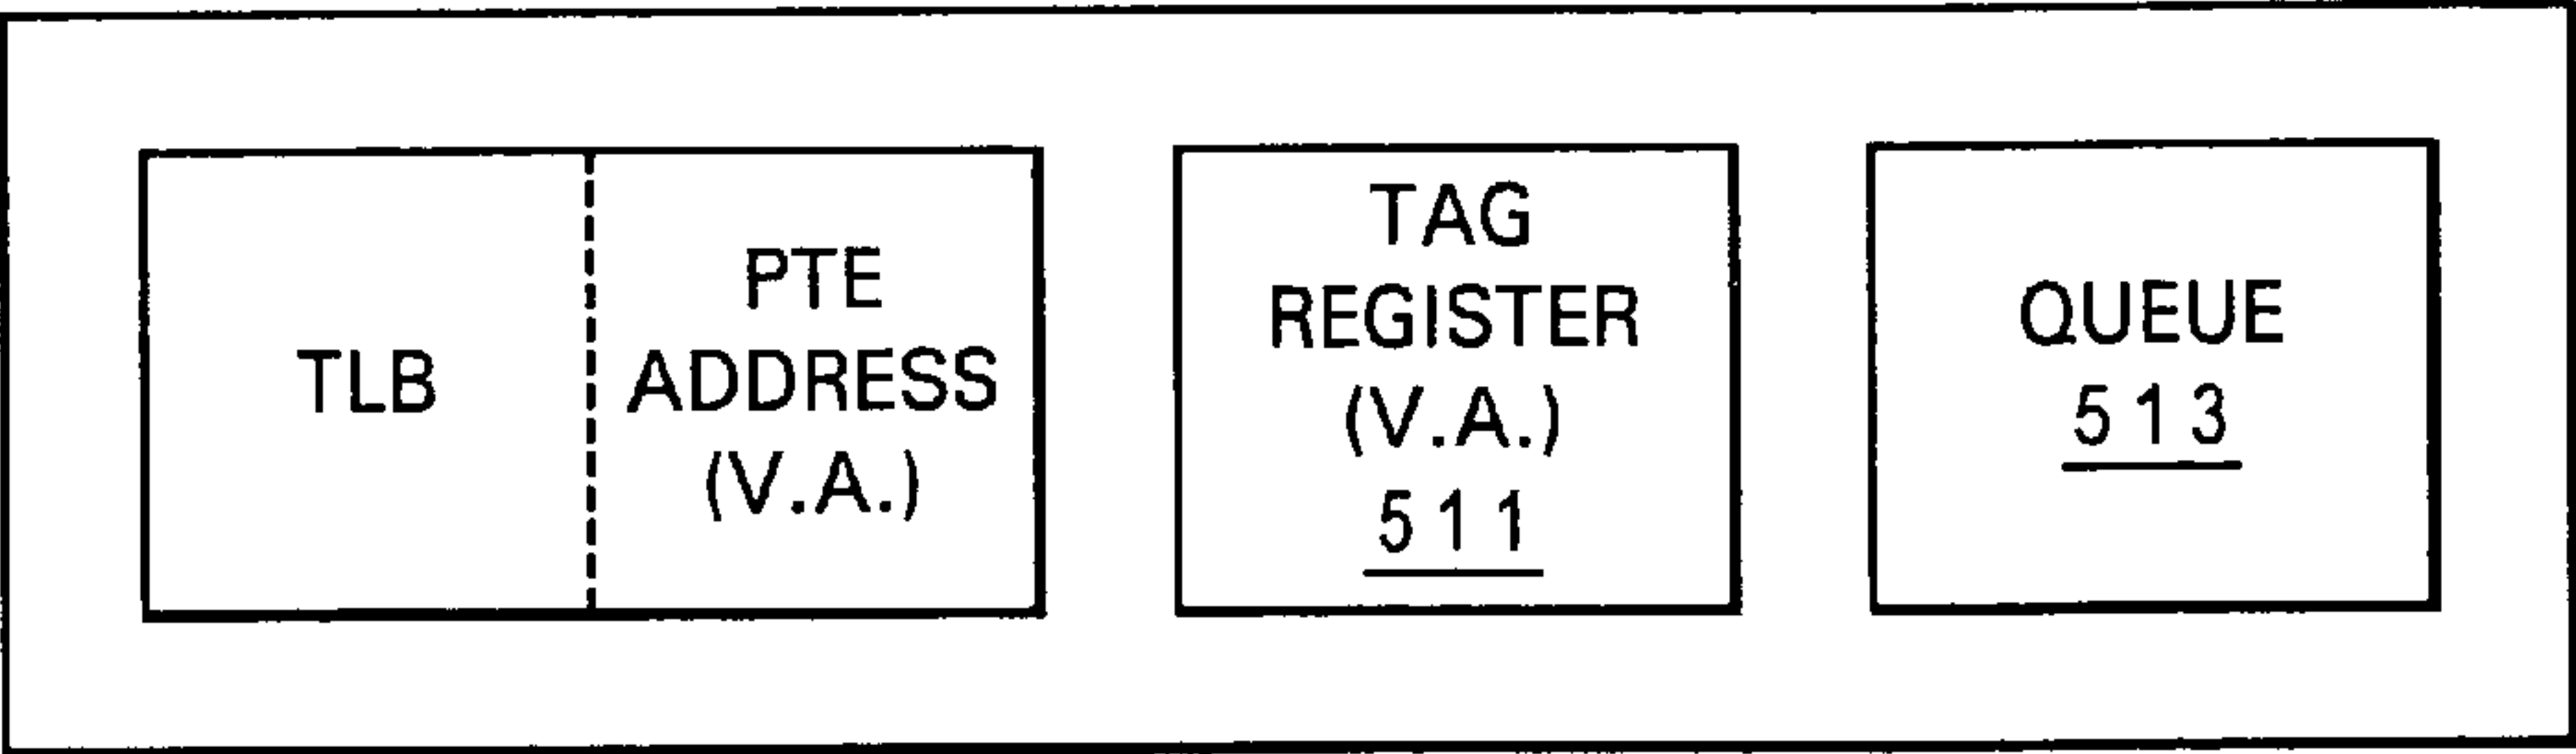 TLB
PTE
ADDRESS
(V.A.)
TAG
REGISTER
(V.A.)
511
QUEUE
513